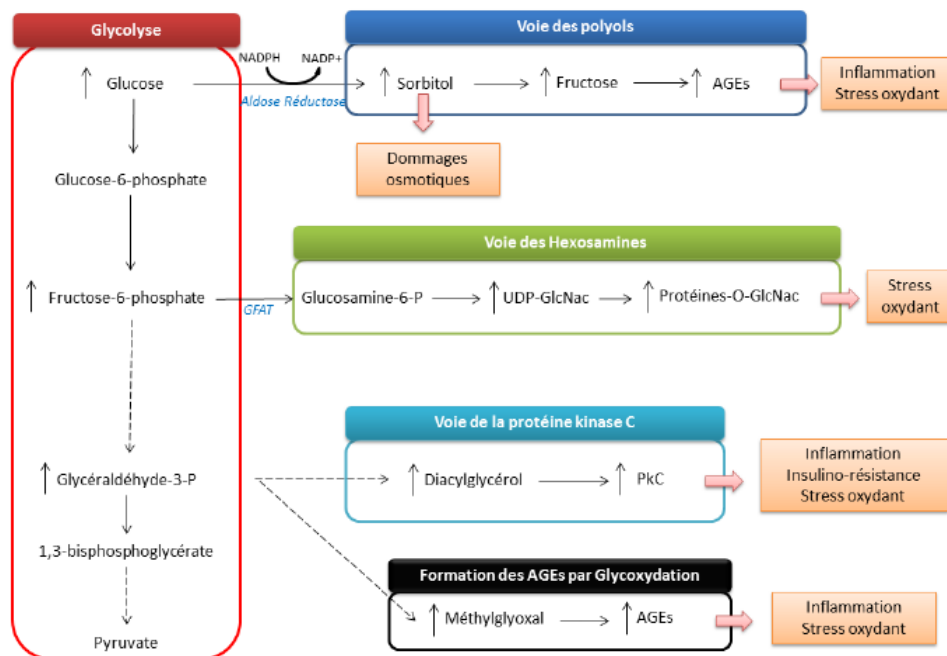 Glycolyse
Voie des polyols
NADPH NADP+
Glucose
Aldose Réductose
Sorbitol
Fructose
AGEs
Inflammation
Stress oxydant
Dommages
osmotiques
Glucose-6-phosphate
Voie des Hexosamines
Fructose-6-phosphate
GFAT
Glucosamine-6-P
UDP-GlcNac
Protéines-O-GlcNac
Stress
oxydant
Voie de la protéine kinase C
Glycéraldéhyde-3-P
Diacylglycérol
PkC
Inflammation
Insulino-résistance
Stress oxydant
1,3-bisphosphoglycérate
Formation des AGEs par Glycoxydation
Méthylglyoxal
AGEs
Inflammation
Stress oxydant
Pyruvate